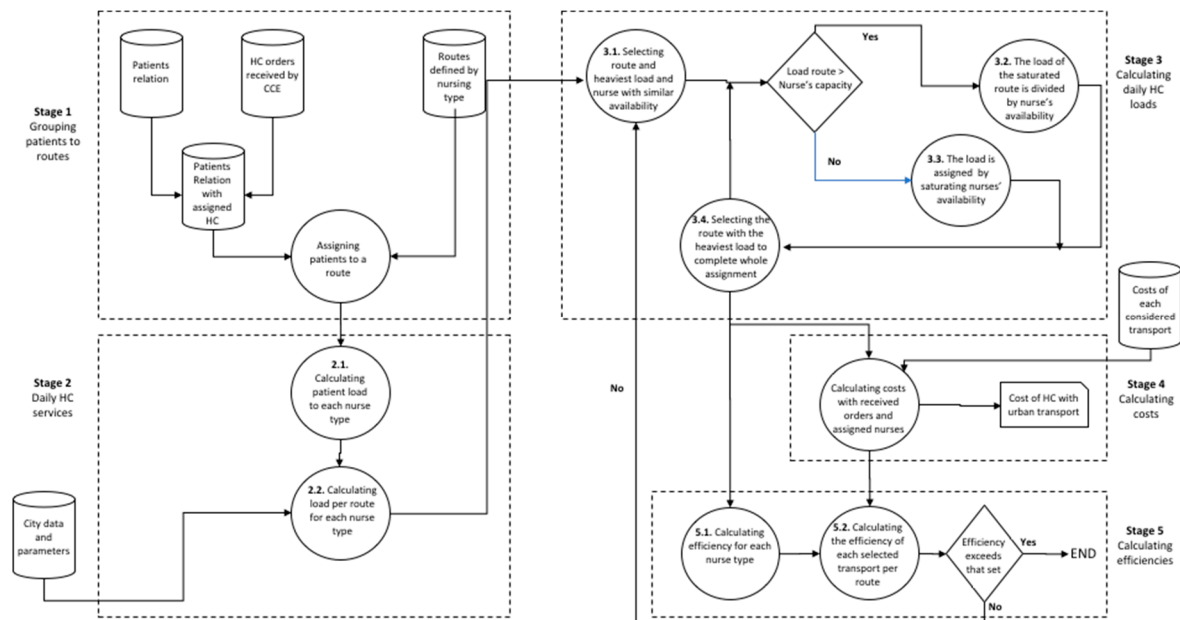 Stage 1
Grouping
patients to
routes
Patients
relation
HC orders
received by
CCE
Routes
defined by
nursing
type
Patients
Relation
with
assigned
HC
Assigning
patients to a
route
Stage 2
Daily HC
services
2.1.
Calculating
patient load
to each nurse
type
2.2. Calculating
load per route
for each nurse
type
City data
and
parameters
3.1. Selecting
route and
heaviest load and
nurse with similar
availability
Load route >
Nurse's capacity
Yes
3.2. The load of
the saturated
route is divided
by nurse's
availability
No
3.3. The load is
assigned by
saturating nurses'
availability
3.4. Selecting the
route with the
heaviest load to
complete whole
assignment
Stage 3
Calculating
daily HC
loads
Costs of
each
considered
transport
No
Calculating costs
with received
orders and
assigned nurses
Cost of HC with
urban transport
Stage 4
Calculating
costs
5.1. Calculating
efficiency for each
nurse type
5.2. Calculating
the efficiency of
each selected
transport per
route
Efficiency
exceeds
that set
Yes
END
No
Stage 5
Calculating
efficiencies